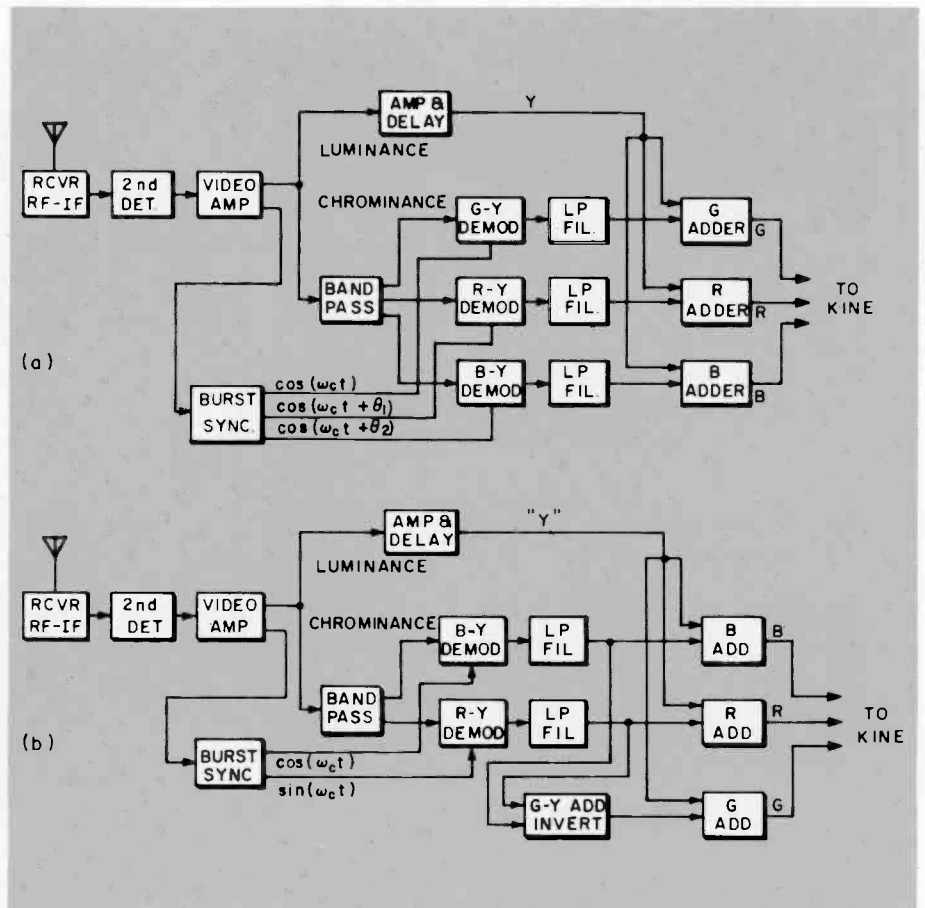 AMP &
DELAY
Y
LUMINANCE
RCVR
RF-IF
2nd
DET.
VIDEO
AMP
CHROMINANCE
G-Y
DEMOD
LP
FIL.
G
ADDER
G
BAND
PASS
R-Y
DEMOD
LP
FIL.
R
ADDER
R
TO
KINE
(a)
B-Y
DEMOD
LP
FIL.
B
ADDER
B
BURST
SYNC.
cos(ωct)
cos(ωct + θ1)
cos(ωct + θ2)
AMP &
DELAY
"Y"
LUMINANCE
RCVR
RF-IF
2nd
DET
VIDEO
AMP
CHROMINANCE
B-Y
DEMOD
LP
FIL
B
ADD
B
BAND
PASS
R-Y
DEMOD
LP
FIL
R
ADD
R
TO
KINE
(b)
BURST
SYNC
cos(ωct)
sin(ωct)
G-Y ADD
INVERT
G
ADD
G